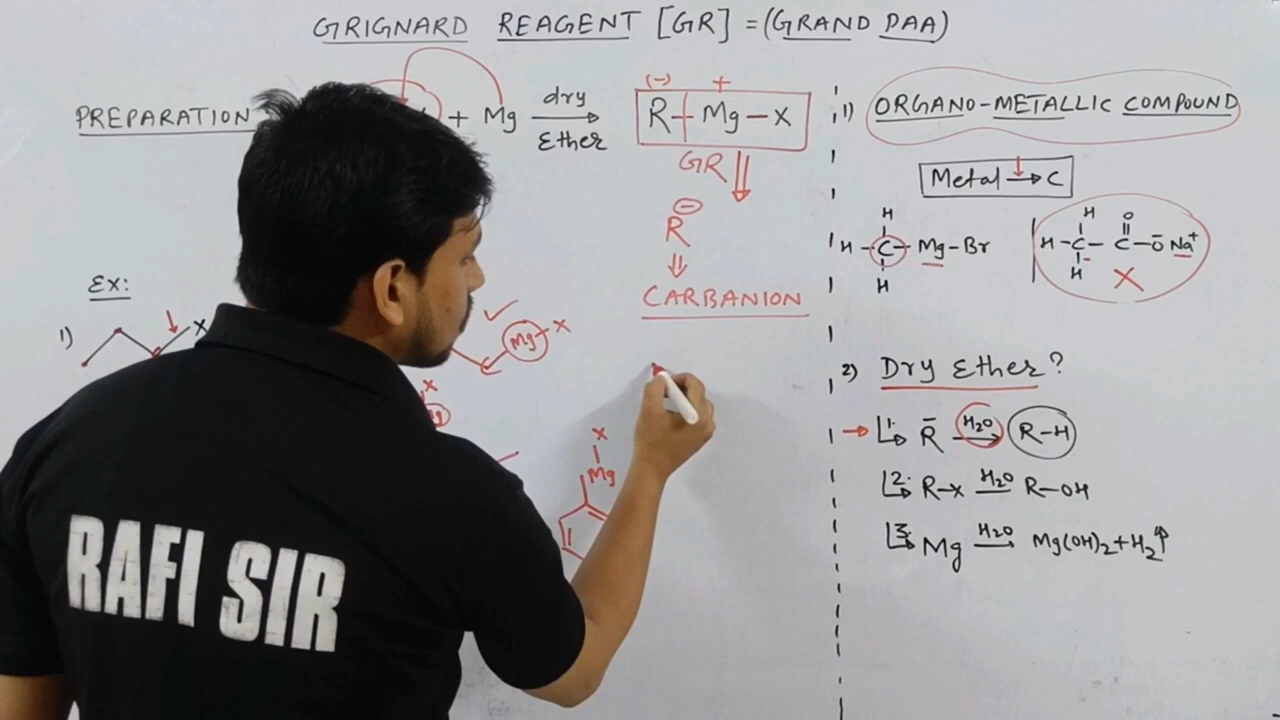 GRIGNARD REAGENT [GR] = (GRAND DAA)
PREPARATION + Mg dry Ether → R-Mg-X
(-) +
GR
R⊖
CARBANION
Ex:
1) X
Mg-X
X
X
Mg
1) ORGANO-METALLIC COMPOUND
Metal → C
H
H-C-Mg-Br
H
H O
H-C-C-O⁻ Na⁺
H
X
2) Dry Ether?
1. R̄ H₂O → R-H
2. R-X H₂O → R-OH
3. Mg H₂O → Mg(OH)₂+H₂↑
RAFI SIR